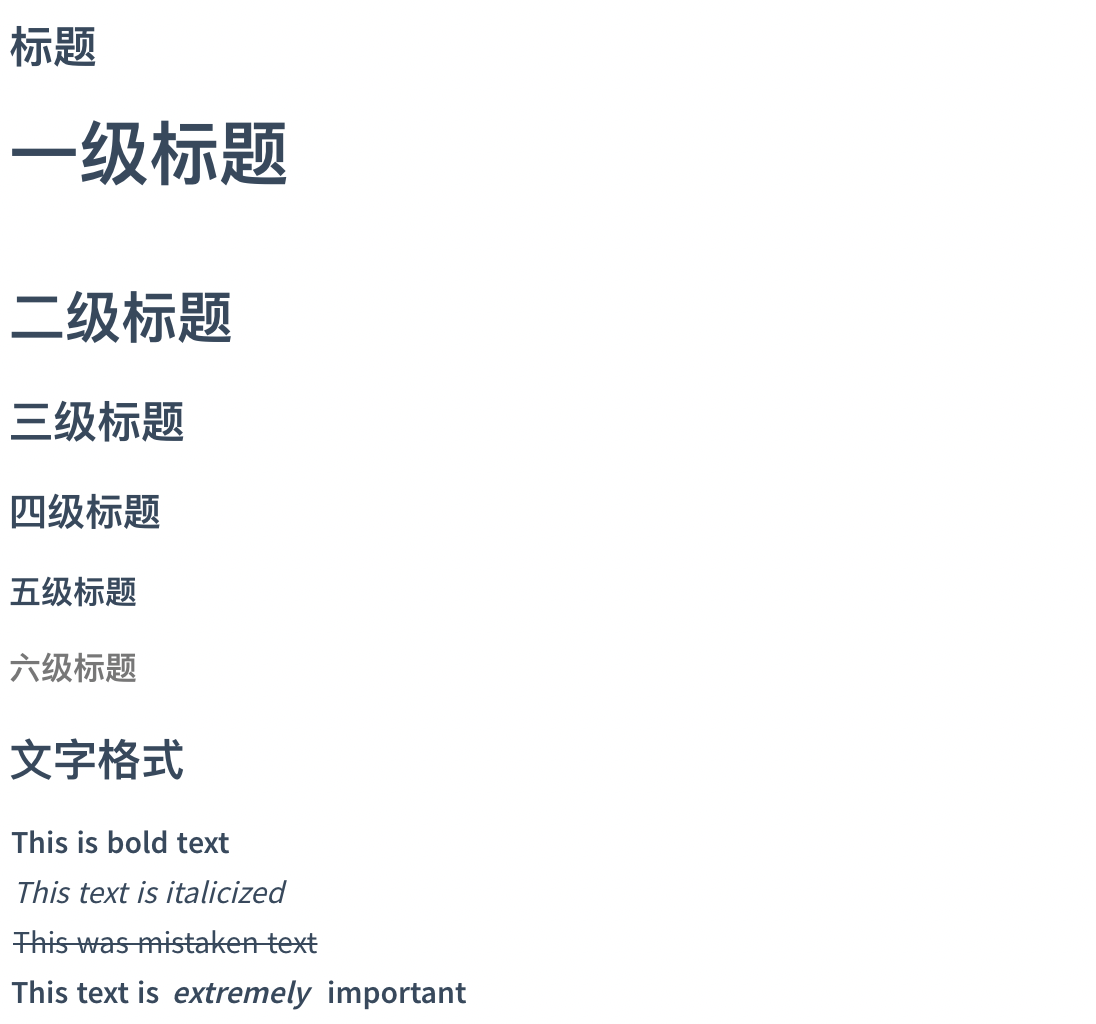 标题
一级标题
二级标题
三级标题
四级标题
五级标题
六级标题
文字格式
This is bold text
This text is italicized
This was mistaken text
This text is extremely important